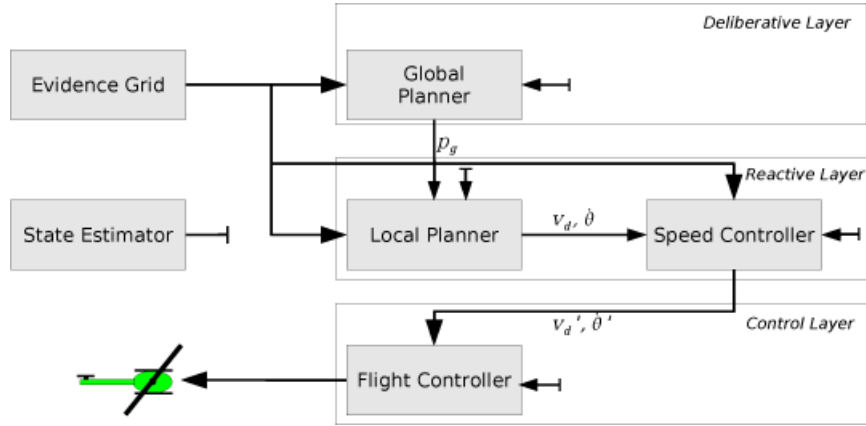 Deliberative Layer
Evidence Grid
Global
Planner
p_g
Reactive Layer
State Estimator
Local Planner
v_d, θ̇
Speed Controller
v_d', θ̇'
Control Layer
Flight Controller